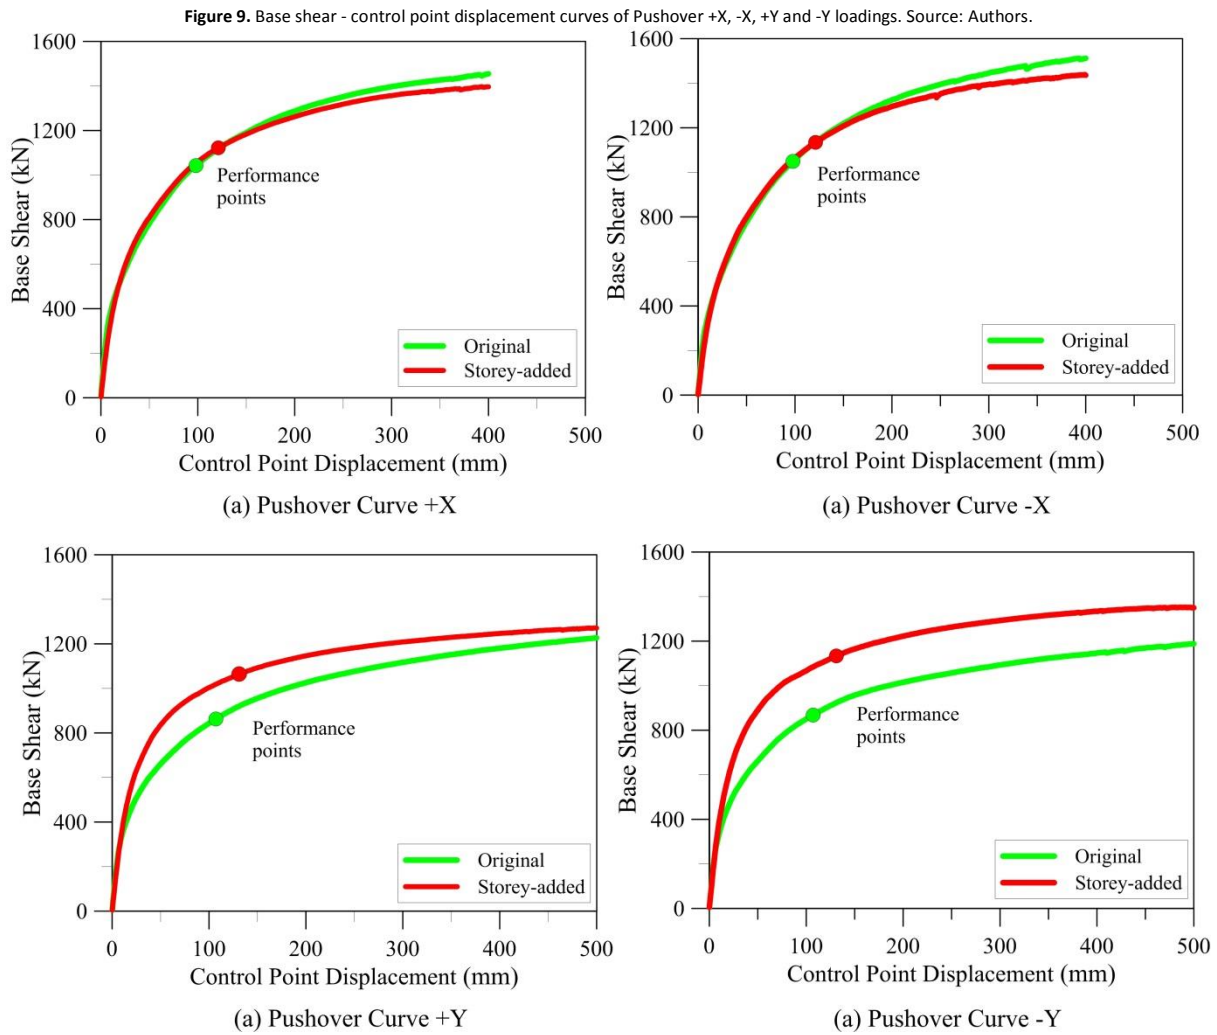 Figure 9. Base shear - control point displacement curves of Pushover +X, -X, +Y and -Y loadings. Source: Authors.
1600
1200
800
400
0
Base Shear (kN)
Performance
points
Original
Storey-added
0 100 200 300 400 500
Control Point Displacement (mm)
(a) Pushover Curve +X
1600
1200
800
400
0
Base Shear (kN)
Performance
points
Original
Storey-added
0 100 200 300 400 500
Control Point Displacement (mm)
(a) Pushover Curve -X
1600
1200
800
400
0
Base Shear (kN)
Performance
points
Original
Storey-added
0 100 200 300 400 500
Control Point Displacement (mm)
(a) Pushover Curve +Y
1600
1200
800
400
0
Base Shear (kN)
Performance
points
Original
Storey-added
0 100 200 300 400 500
Control Point Displacement (mm)
(a) Pushover Curve -Y